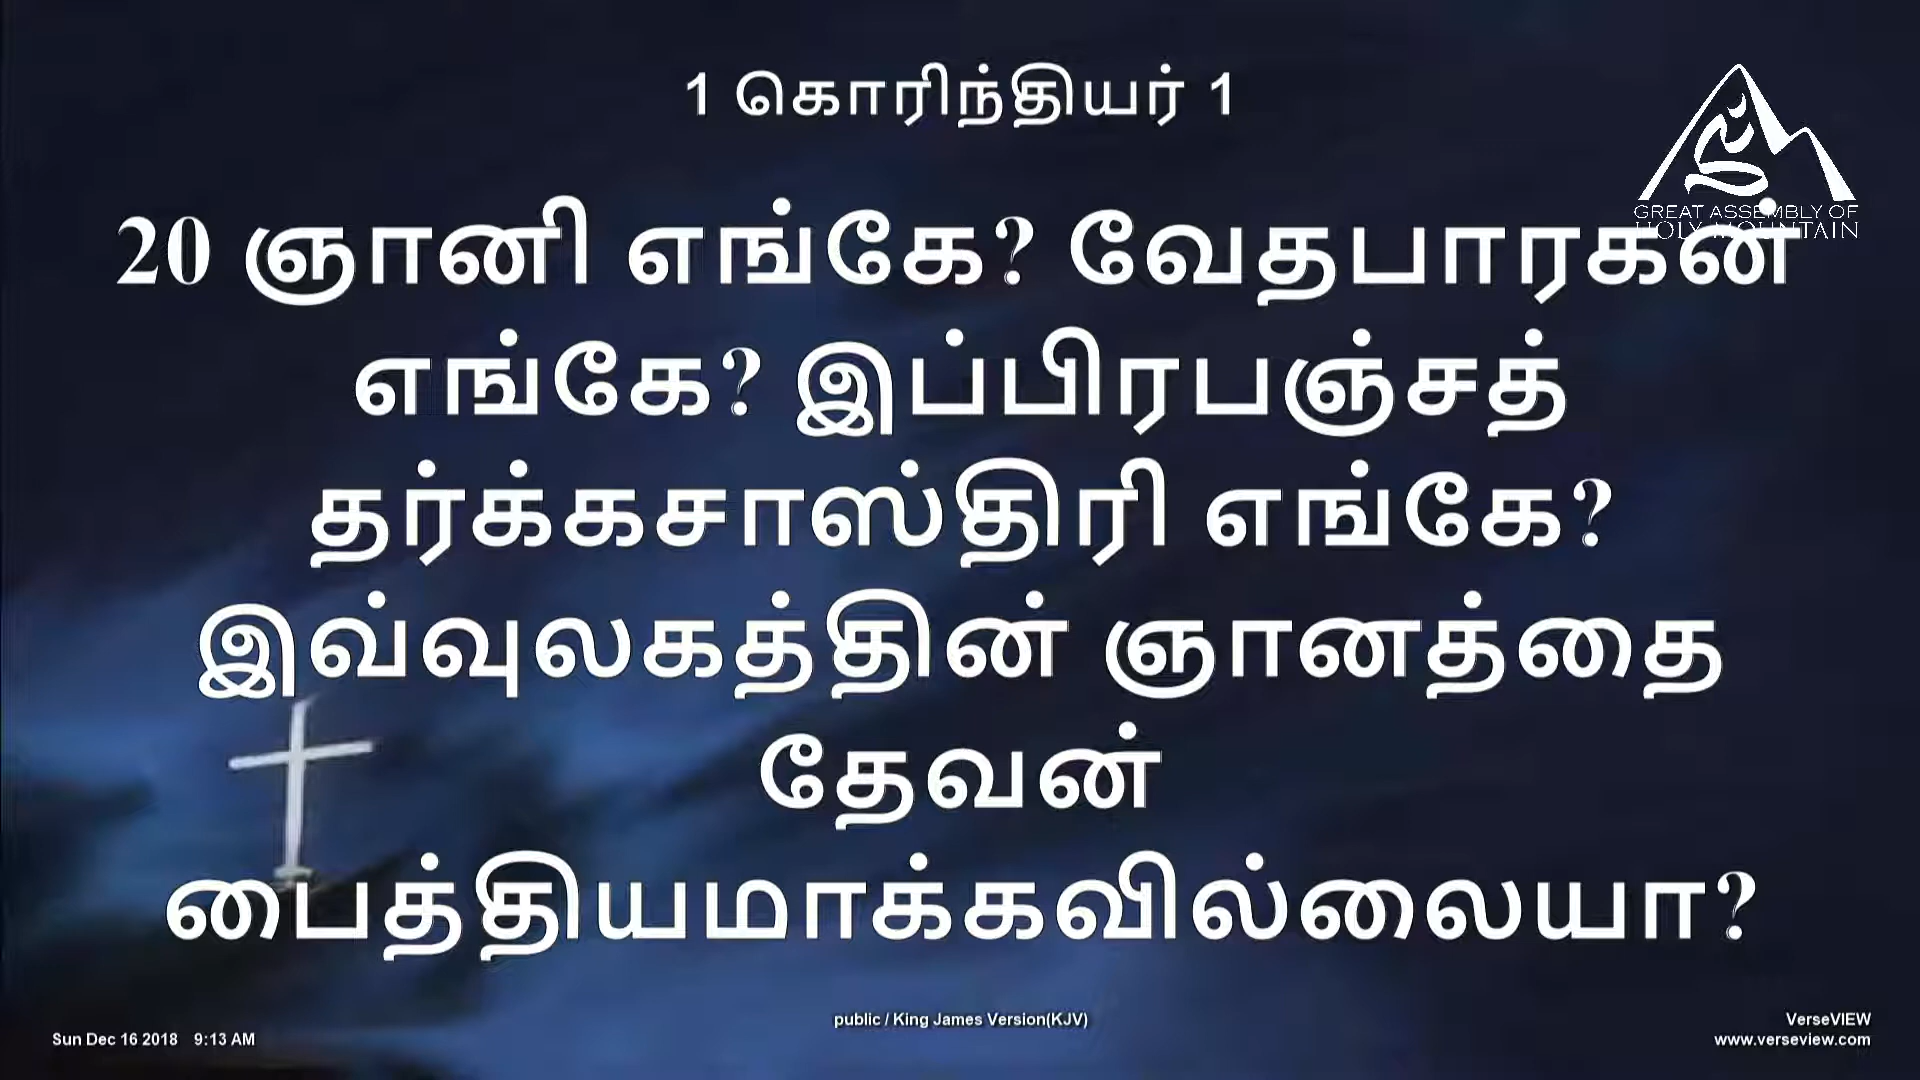 1 கொரிந்தியர் 1
GREAT ASSEMBLY OF
HOLY MOUNTAIN
20 ஞானி எங்கே? வேதபாரகன்
எங்கே? இப்பிரபஞ்சத்
தர்க்கசாஸ்திரி எங்கே?
இவ்வுலகத்தின் ஞானத்தை
தேவன்
பைத்தியமாக்கவில்லையா?
public / King James Version(KJV)
VerseVIEW
www.verseview.com
Sun Dec 16 2018 9:13 AM